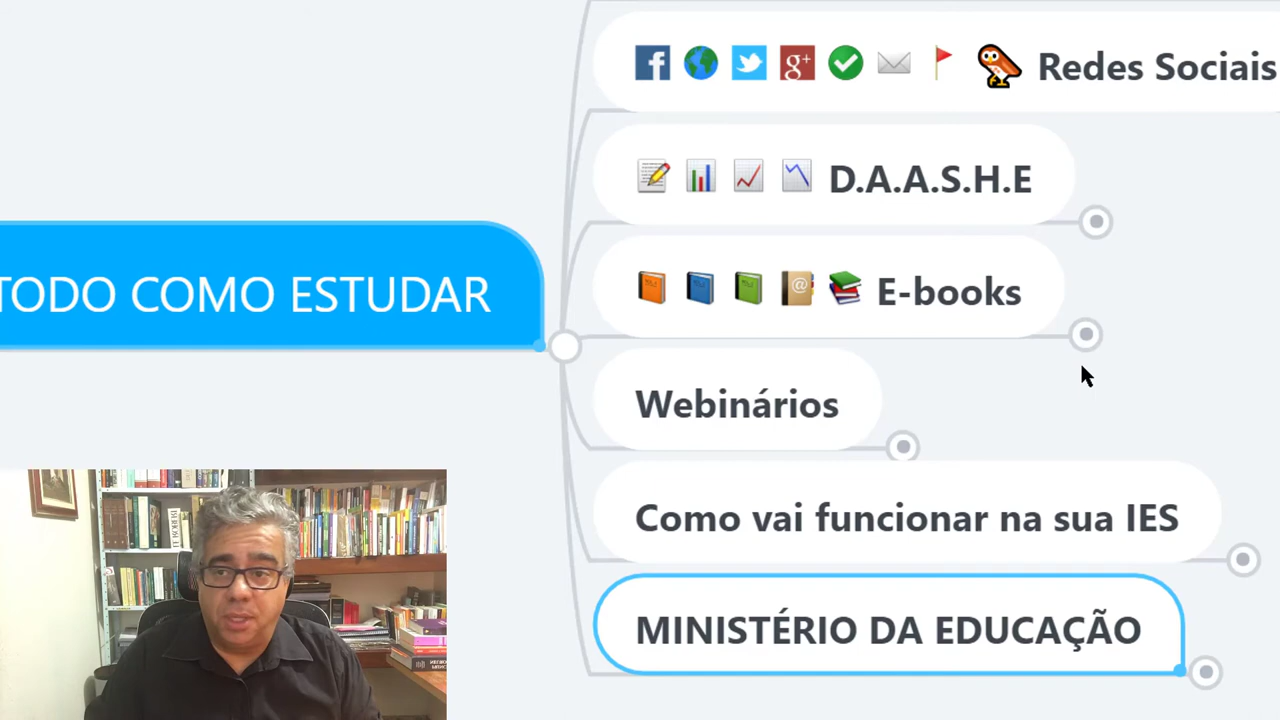 Redes Sociais
D.A.A.S.H.E
E-books
TODO COMO ESTUDAR
Webinários
Como vai funcionar na sua IES
MINISTÉRIO DA EDUCAÇÃO